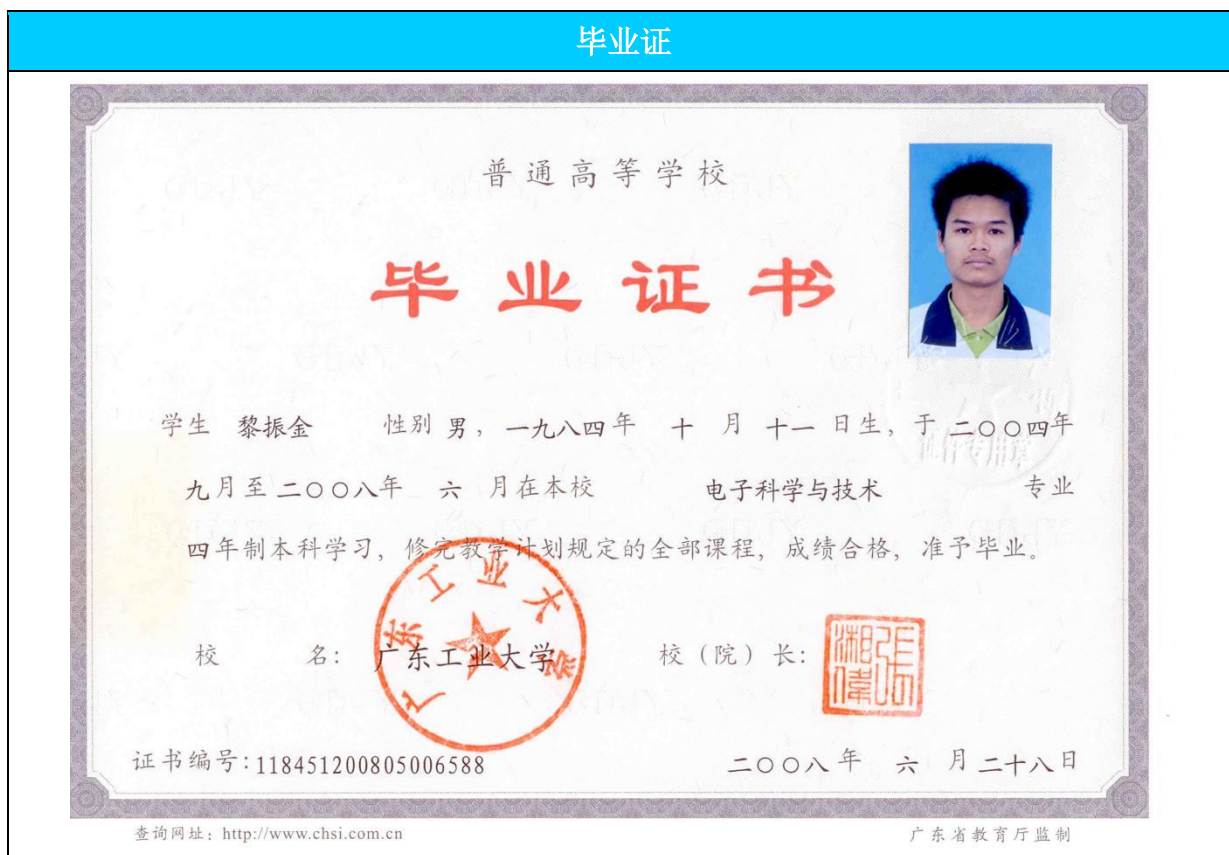 毕业证
普通高等学校
毕业证书
学生 黎振金 性别 男，一九八四年 十 月 十一 日生，于 二〇〇四年
九月至二〇〇八年 六 月在本校 电子科学与技术 专业
四年制本科学习，修完教学计划规定的全部课程，成绩合格，准予毕业。
广东工业大学
校 名：广东工业大学 校（院）长：
张湘伟
证书编号：118451200805006588 二〇〇八年 六 月二十八日
查询网址：http://www.chsi.com.cn 广东省教育厅监制